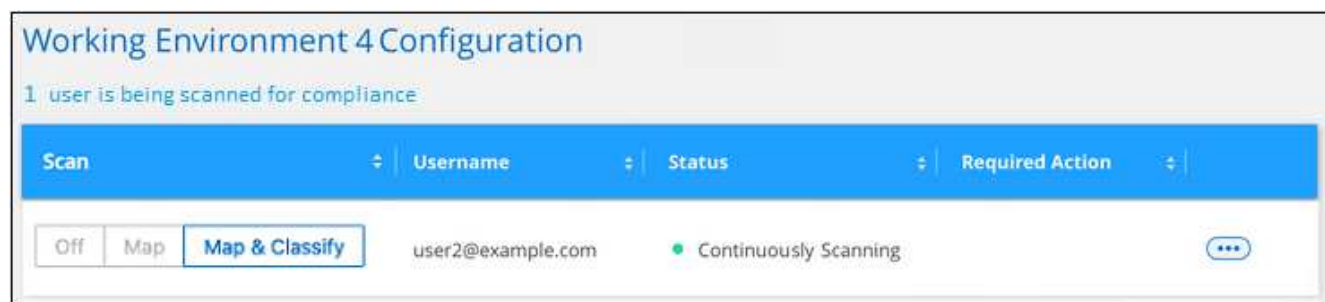 Working Environment 4 Configuration
1 user is being scanned for compliance
Scan Username Status Required Action
Off Map Map & Classify user2@example.com Continuously Scanning